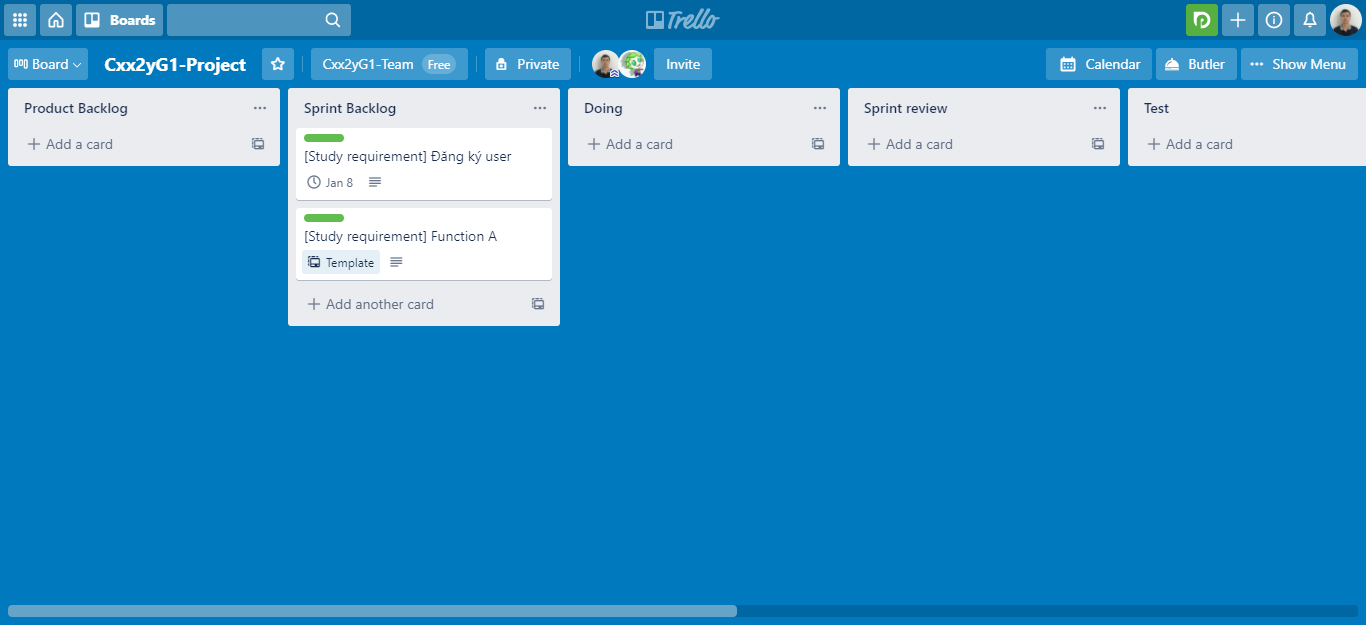 Boards
Trello
Board
Cxx2yG1-Project
Cxx2yG1-Team Free
Private
Invite
Calendar
Butler
Show Menu
Product Backlog
Add a card
Sprint Backlog
[Study requirement] Đăng ký user
Jan 8
[Study requirement] Function A
Template
Add another card
Doing
Add a card
Sprint review
Add a card
Test
Add a card